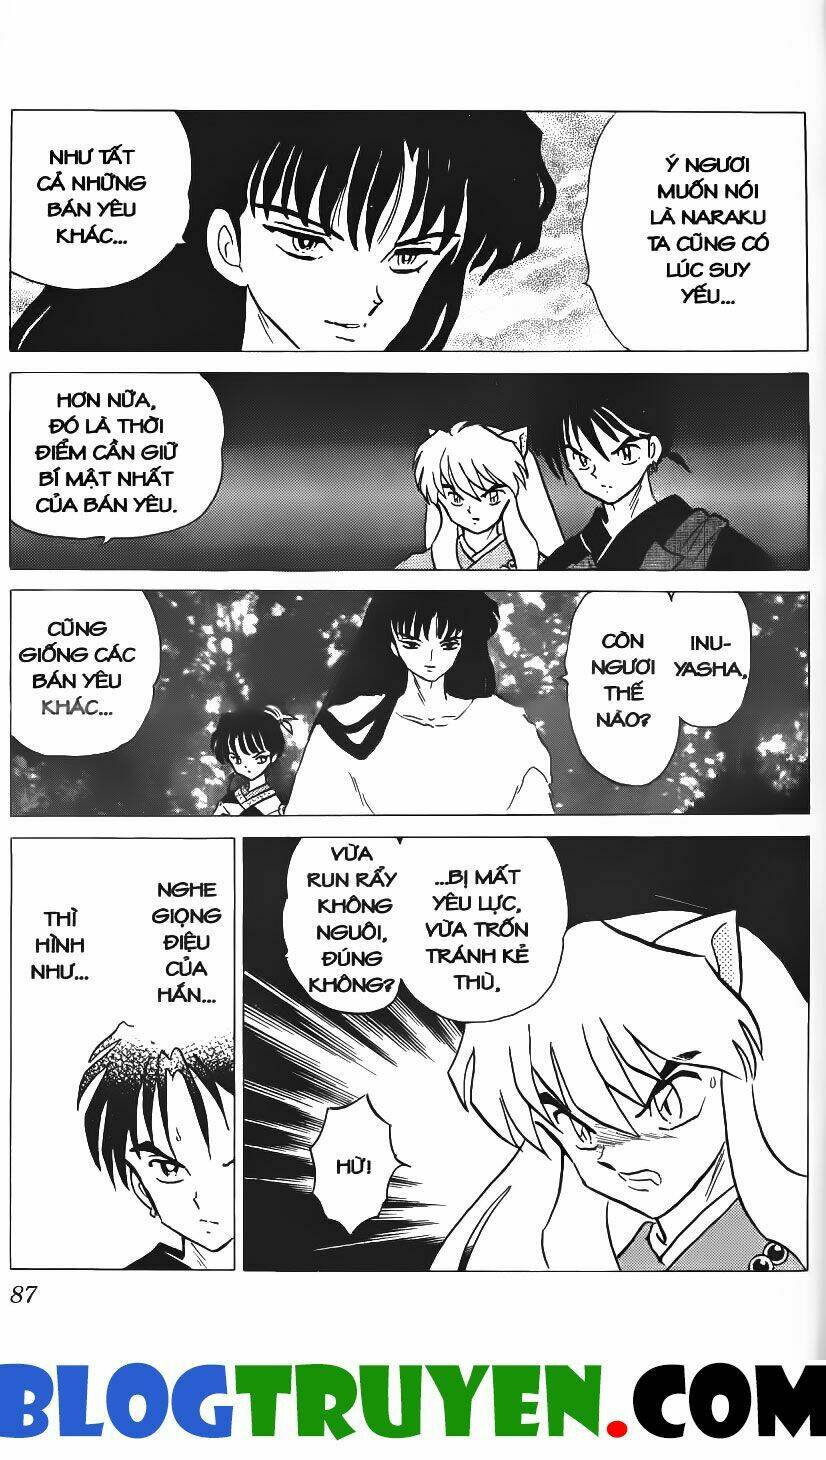 Ý NGƯƠI
MUỐN NÓI
LÀ NARAKU
TA CŨNG CÓ
LÚC SUY
YẾU...
NHƯ TẤT
CẢ NHỮNG
BÁN YÊU
KHÁC...
HƠN NỮA,
ĐÓ LÀ THỜI
ĐIỂM CẦN GIỮ
BÍ MẬT NHẤT
CỦA BÁN YÊU.
INU-
YASHA,
CÒN
NGƯƠI
THẾ
NÀO?
CŨNG
GIỐNG CÁC
BÁN YÊU
KHÁC...
...BỊ MẤT
YÊU LỰC,
VỪA TRỐN
TRÁNH KẺ
THÙ,
VỪA
RUN RẨY
KHÔNG
NGUÔI,
ĐÚNG
KHÔNG?
HỪ!
NGHE
GIỌNG
ĐIỆU
CỦA
HẮN...
THÌ
HÌNH
NHƯ...
87
BLOGTRUYEN.COM